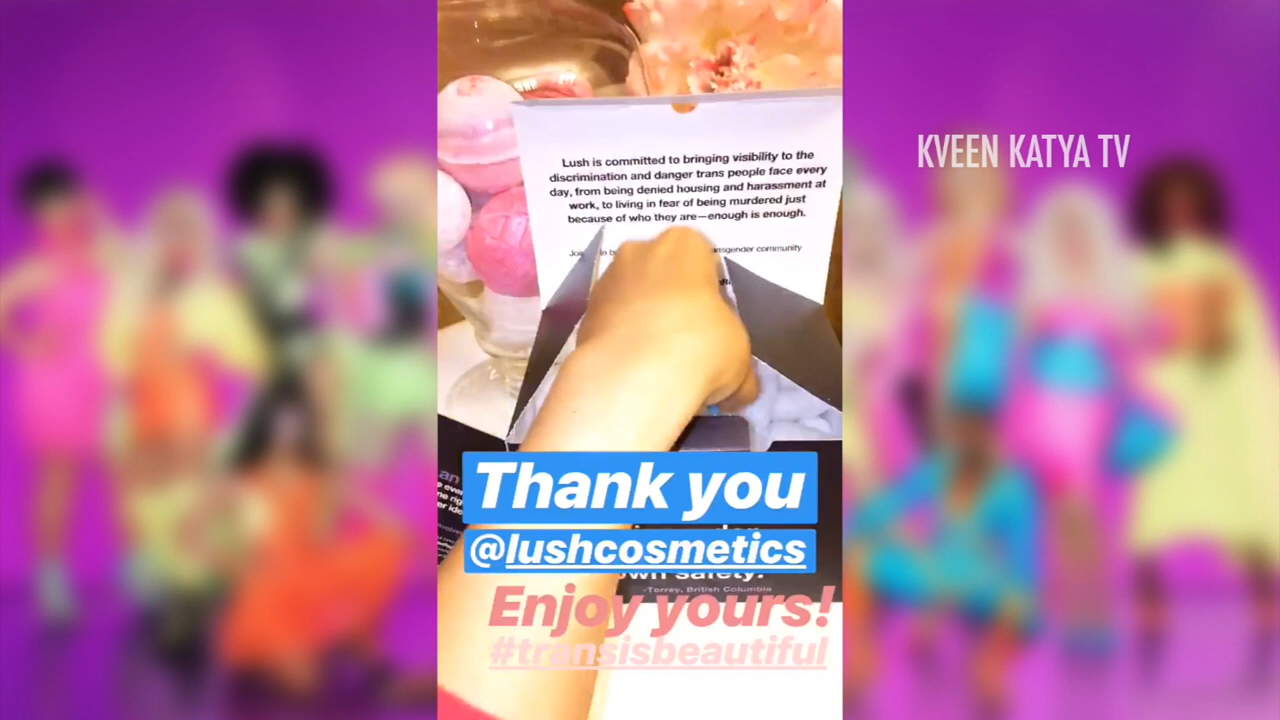 KVEEN KATYA TV
Lush is committed to bringing visibility to the
discrimination and danger trans people face every
day, from being denied housing and harassment at
work, to living in fear of being murdered just
because of who they are—enough is enough.
community
Thank you
@lushcosmetics
own safety."
-Torrey, British Columbia
Enjoy yours!
#transisbeautiful